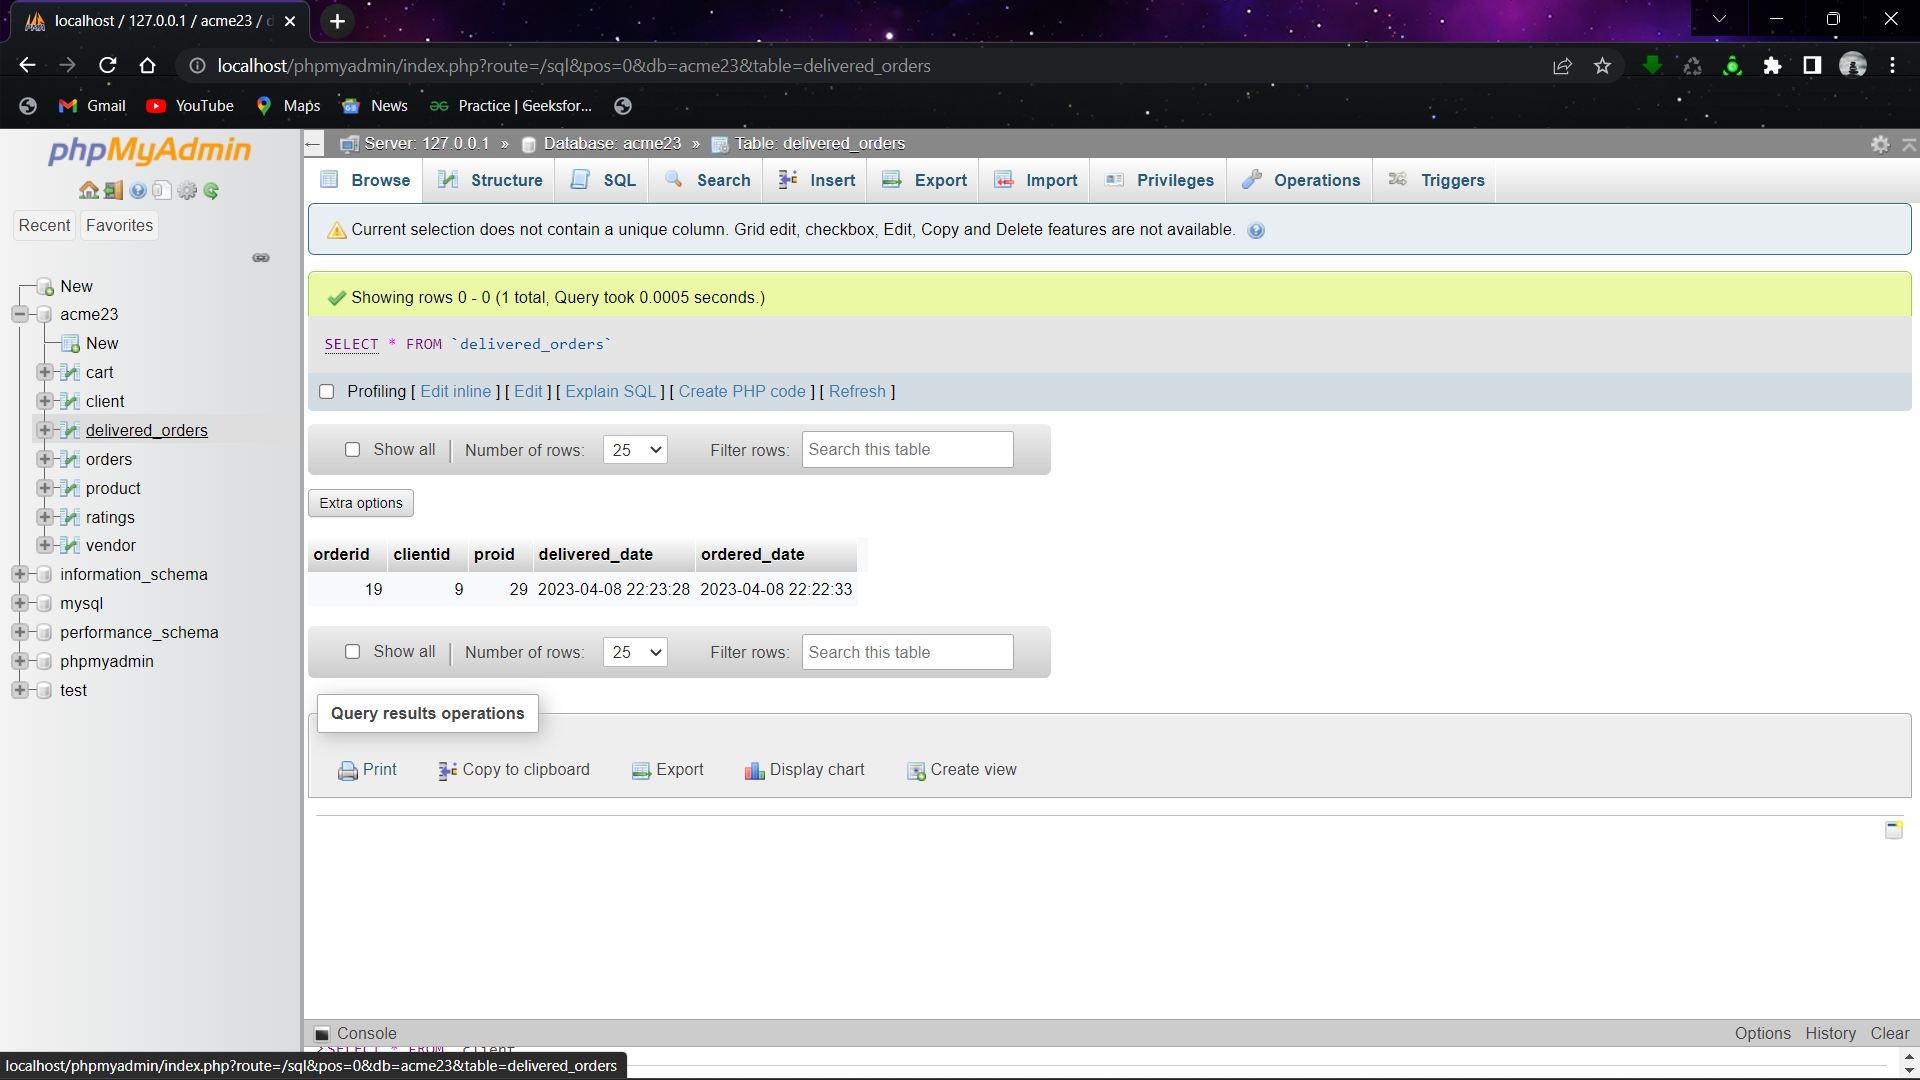 localhost / 127.0.0.1 / acme23 / d
localhost/phpmyadmin/index.php?route=/sql&pos=0&db=acme23&table=delivered_orders
Gmail YouTube Maps News Practice | Geeksfor...
phpMyAdmin
Recent Favorites
New
acme23
New
cart
client
delivered_orders
orders
product
ratings
vendor
information_schema
mysql
performance_schema
phpmyadmin
test
Server: 127.0.0.1 » Database: acme23 » Table: delivered_orders
Browse Structure SQL Search Insert Export Import Privileges Operations Triggers
Current selection does not contain a unique column. Grid edit, checkbox, Edit, Copy and Delete features are not available.
Showing rows 0 - 0 (1 total, Query took 0.0005 seconds.)
SELECT * FROM `delivered_orders`
Profiling [ Edit inline ] [ Edit ] [ Explain SQL ] [ Create PHP code ] [ Refresh ]
Show all | Number of rows: 25 Filter rows: Search this table
Extra options
orderid clientid proid delivered_date ordered_date
19 9 29 2023-04-08 22:23:28 2023-04-08 22:22:33
Show all | Number of rows: 25 Filter rows: Search this table
Query results operations
Print Copy to clipboard Export Display chart Create view
Console Options History Clear
>SELECT * FROM `client`
localhost/phpmyadmin/index.php?route=/sql&pos=0&db=acme23&table=delivered_orders